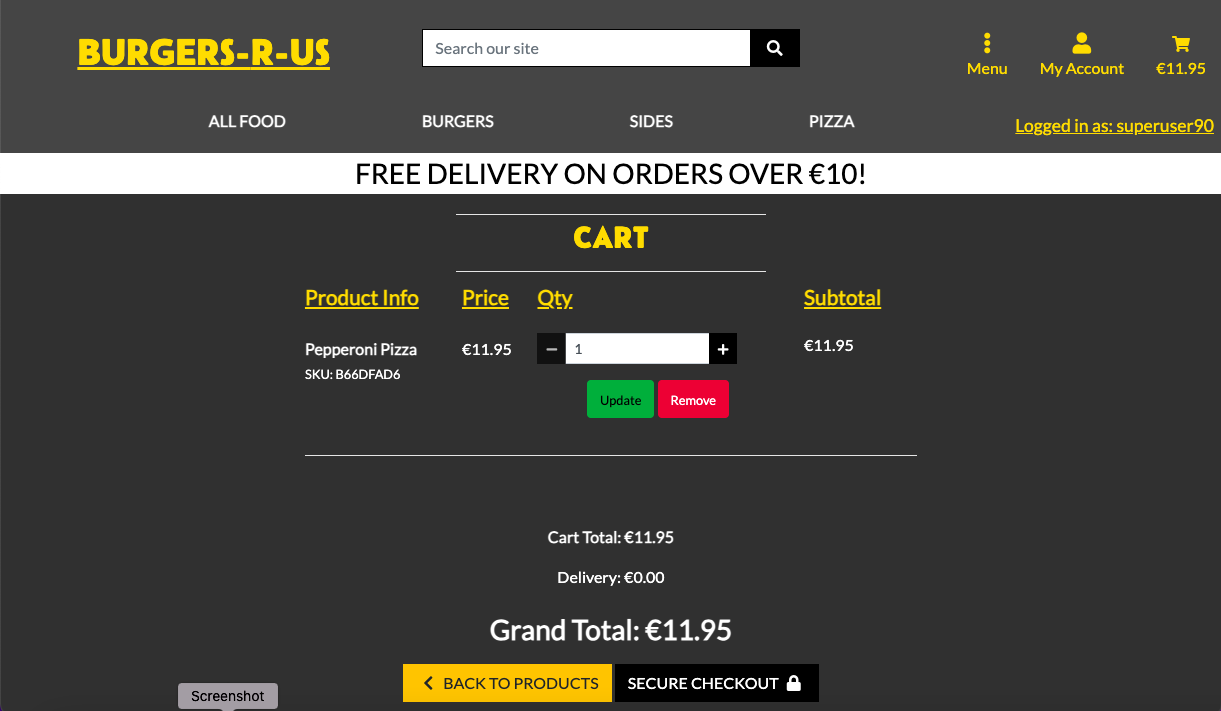 BURGERS-R-US
Search our site
Menu
My Account
€11.95
ALL FOOD
BURGERS
SIDES
PIZZA
Logged in as: superuser90
FREE DELIVERY ON ORDERS OVER €10!
CART
Product Info Price Qty Subtotal
Pepperoni Pizza €11.95 1 €11.95
SKU: B66DFAD6
Update Remove
Cart Total: €11.95
Delivery: €0.00
Grand Total: €11.95
BACK TO PRODUCTS SECURE CHECKOUT
Screenshot